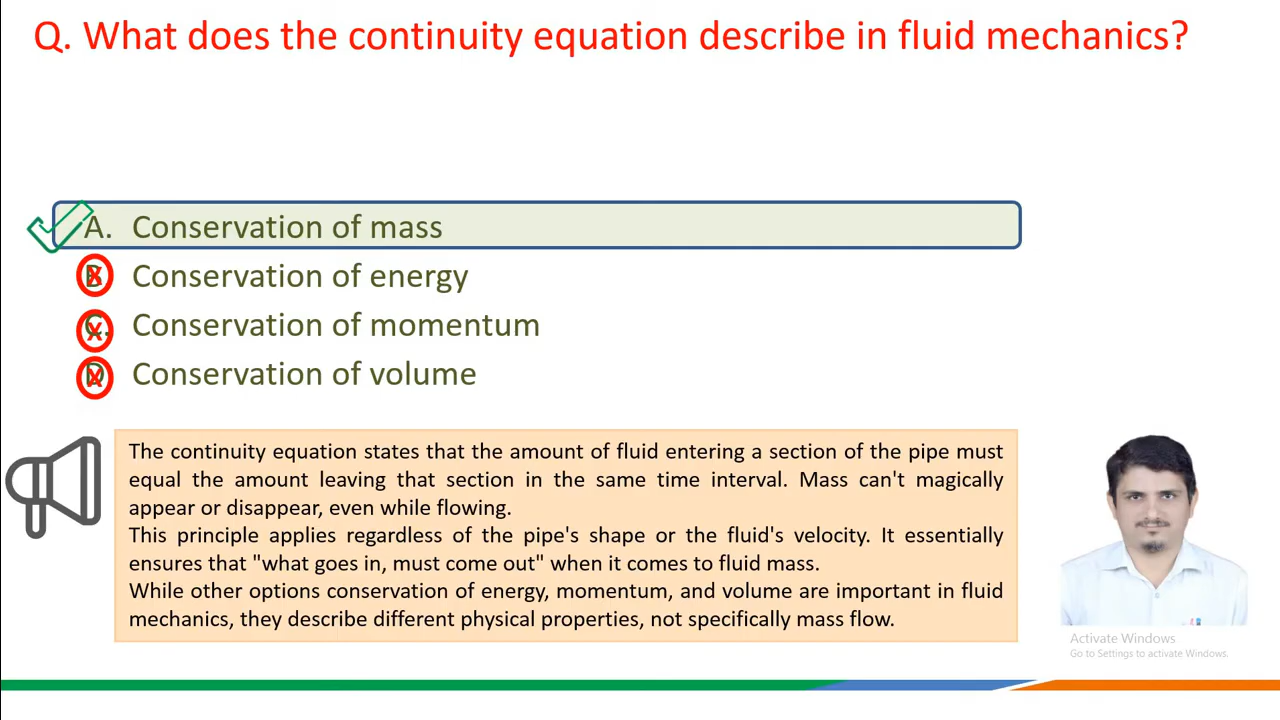 Q. What does the continuity equation describe in fluid mechanics?
A. Conservation of mass
B. Conservation of energy
C. Conservation of momentum
D. Conservation of volume
The continuity equation states that the amount of fluid entering a section of the pipe must
equal the amount leaving that section in the same time interval. Mass can't magically
appear or disappear, even while flowing.
This principle applies regardless of the pipe's shape or the fluid's velocity. It essentially
ensures that "what goes in, must come out" when it comes to fluid mass.
While other options conservation of energy, momentum, and volume are important in fluid
mechanics, they describe different physical properties, not specifically mass flow.
Activate Windows
Go to Settings to activate Windows.